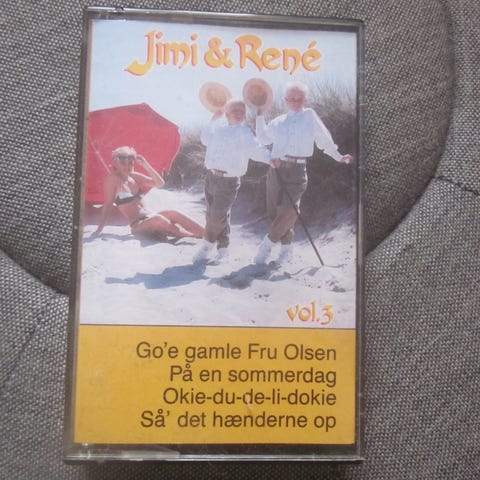 Jimi & René
vol.3
Go'e gamle Fru Olsen
På en sommerdag
Okie-du-de-li-dokie
Så' det hænderne op